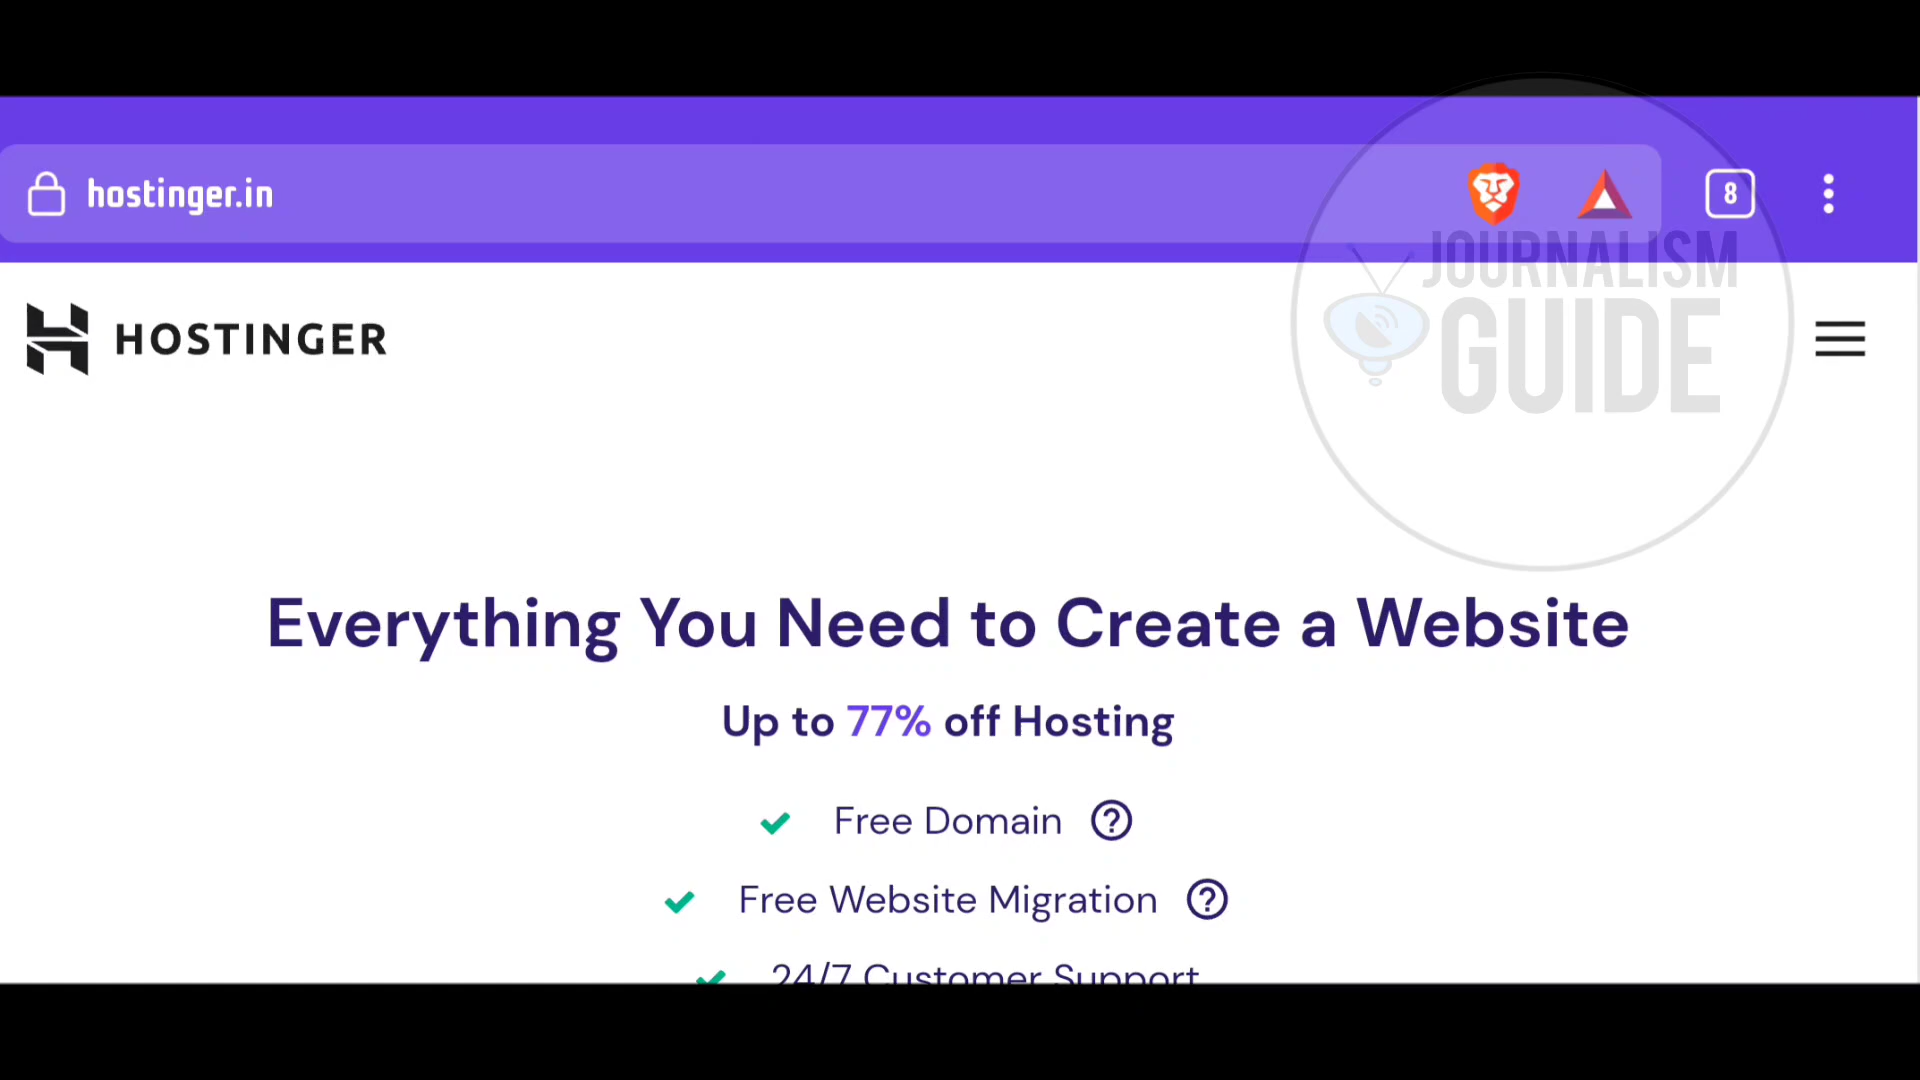 hostinger.in
8
JOURNALISM
GUIDE
HOSTINGER
Everything You Need to Create a Website
Up to 77% off Hosting
Free Domain
Free Website Migration
24/7 Customer Support